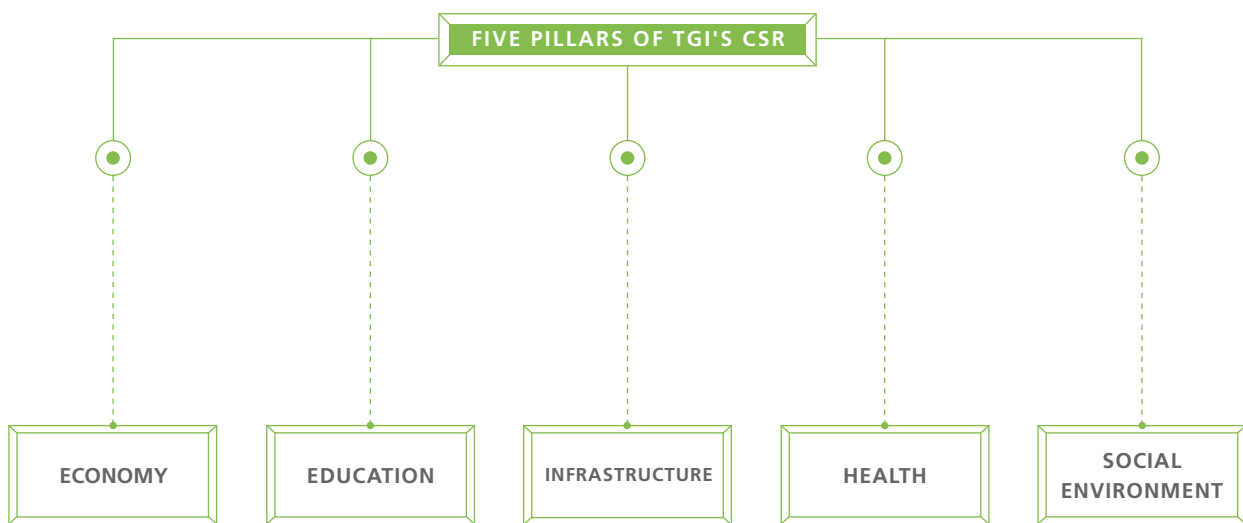 FIVE PILLARS OF TGI'S CSR
ECONOMY
EDUCATION
INFRASTRUCTURE
HEALTH
SOCIAL
ENVIRONMENT